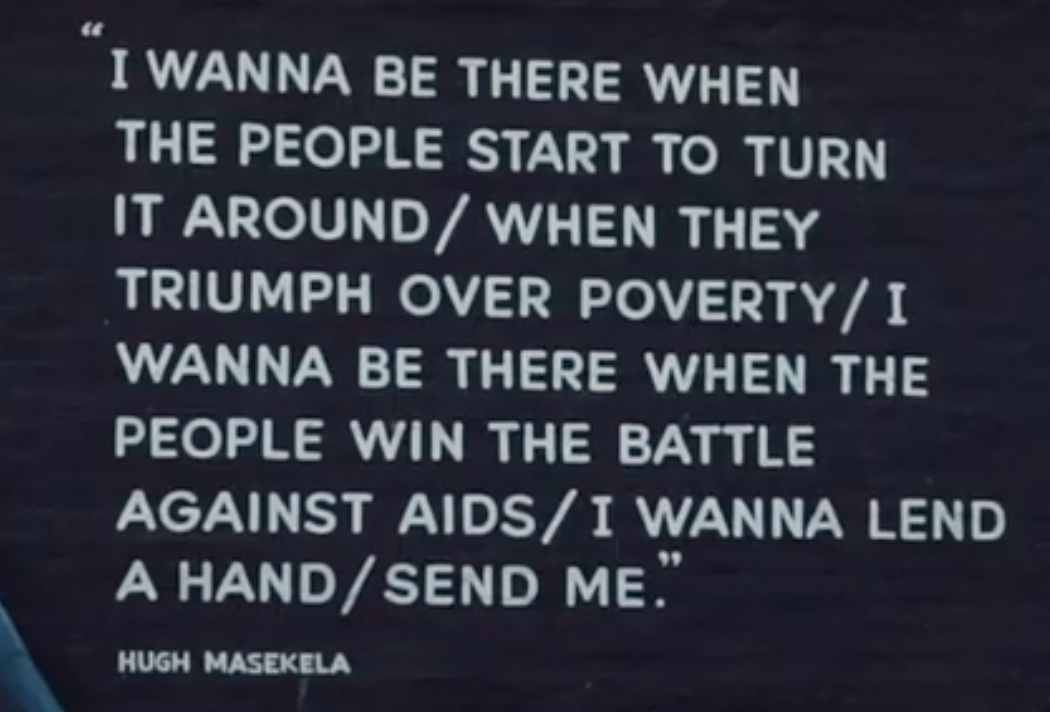 “I WANNA BE THERE WHEN
THE PEOPLE START TO TURN
IT AROUND/ WHEN THEY
TRIUMPH OVER POVERTY/ I
WANNA BE THERE WHEN THE
PEOPLE WIN THE BATTLE
AGAINST AIDS/ I WANNA LEND
A HAND/SEND ME.”
HUGH MASEKELA